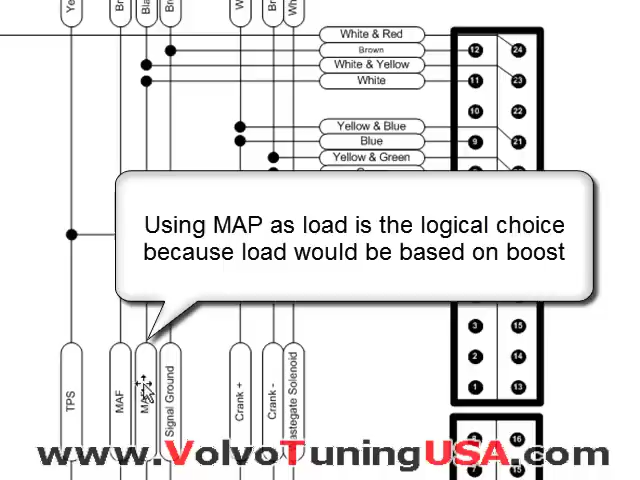 White & Red
12
Brown
24
White & Yellow
11
White
23
10
22
Yellow & Blue
9
Blue
21
Yellow & Green
Using MAP as load is the logical choice
because load would be based on boost
3
15
2
14
1
13
TPS
MAF
Signal Ground
Crank +
Crank -
16
www.VolvoTuningUSA.com